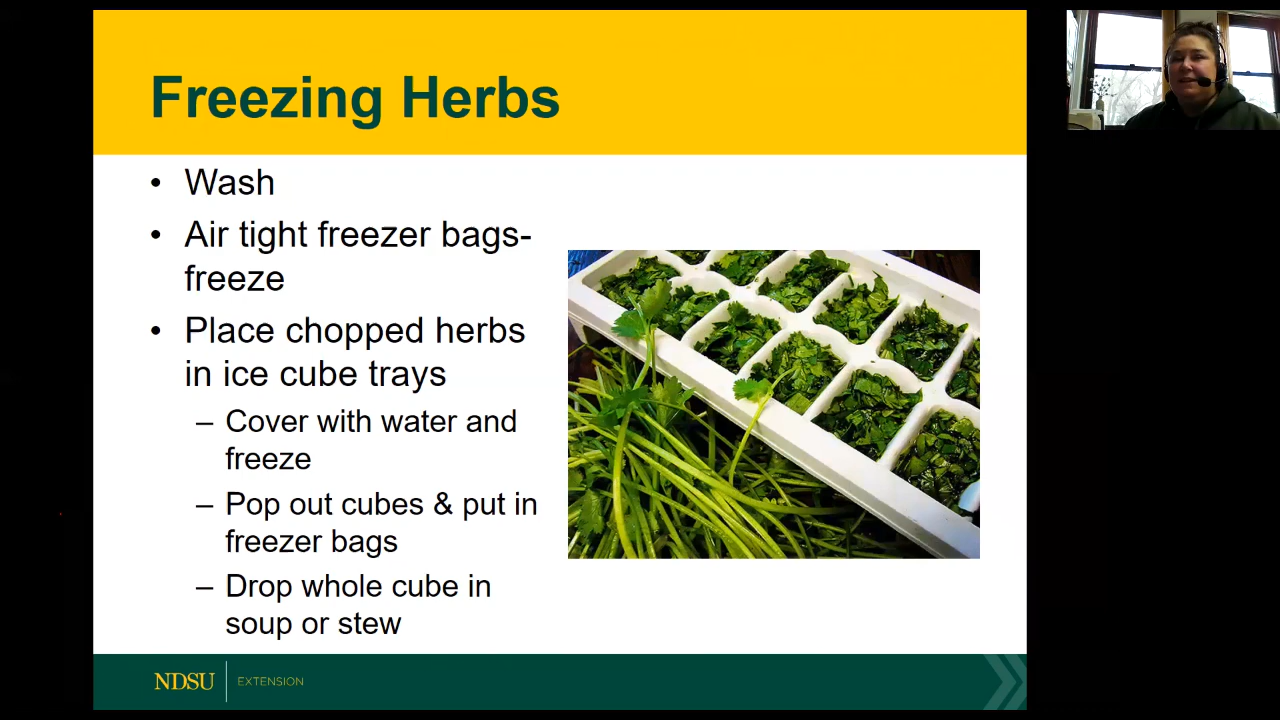 Freezing Herbs
• Wash
• Air tight freezer bags-
freeze
• Place chopped herbs
in ice cube trays
– Cover with water and
freeze
– Pop out cubes & put in
freezer bags
– Drop whole cube in
soup or stew
NDSU EXTENSION